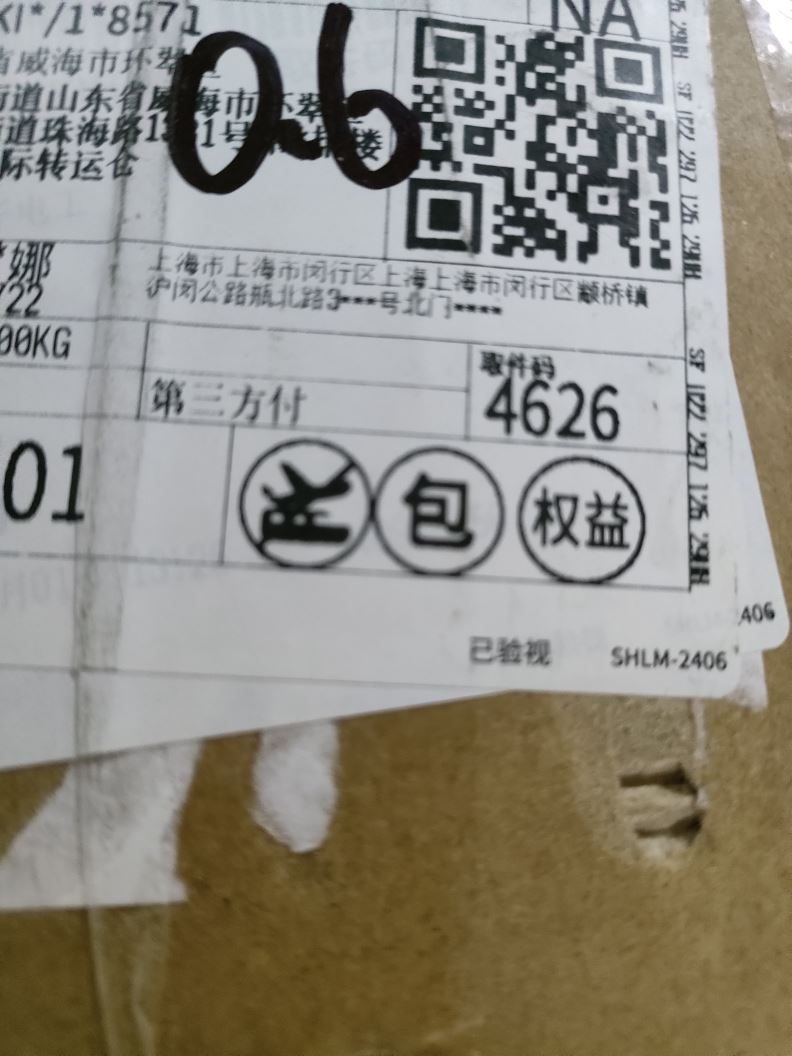 KI*/1*8571
NA
省威海市环翠区
街道山东省威海市环翠
街道珠海路1
1号
楼
际转运仓
0.6
*娜
上海市上海市闵行区上海上海市闵行区颛桥镇
沪闵公路瓶北路3***号北门****
22
00KG
取件码
第三方付
4626
01
包
权益
已验视
SHLM-2406
406